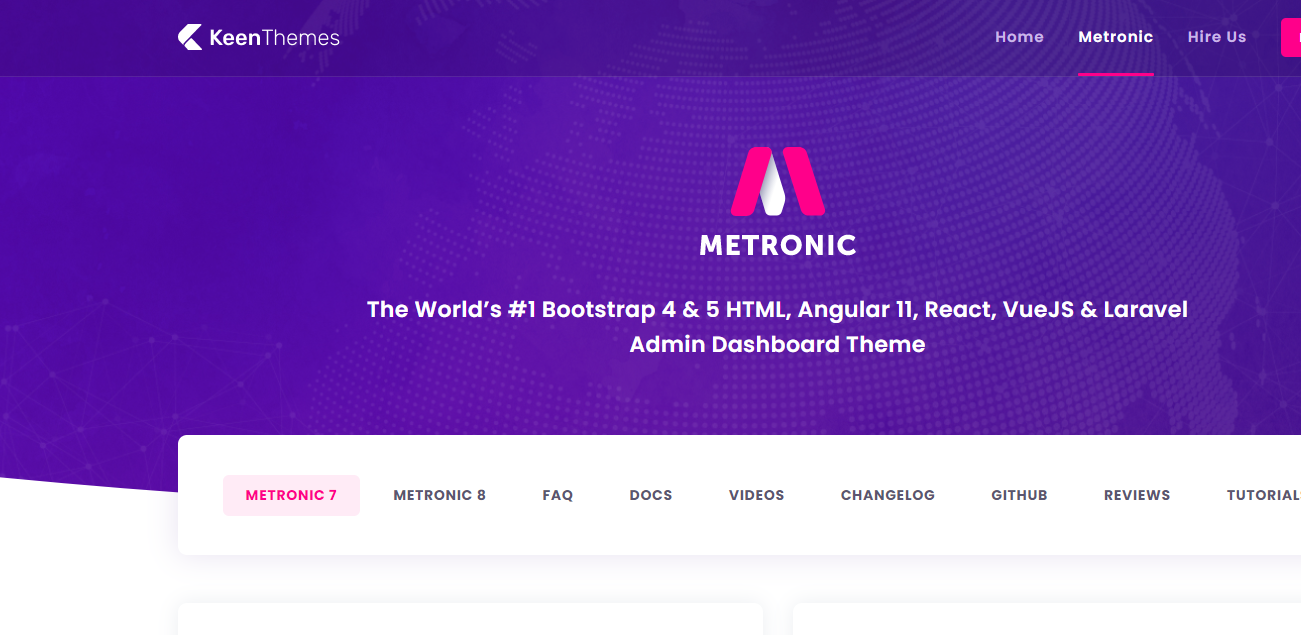 KeenThemes
Home
Metronic
Hire Us
METRONIC
The World’s #1 Bootstrap 4 & 5 HTML, Angular 11, React, VueJS & Laravel
Admin Dashboard Theme
METRONIC 7
METRONIC 8
FAQ
DOCS
VIDEOS
CHANGELOG
GITHUB
REVIEWS
TUTORIAL